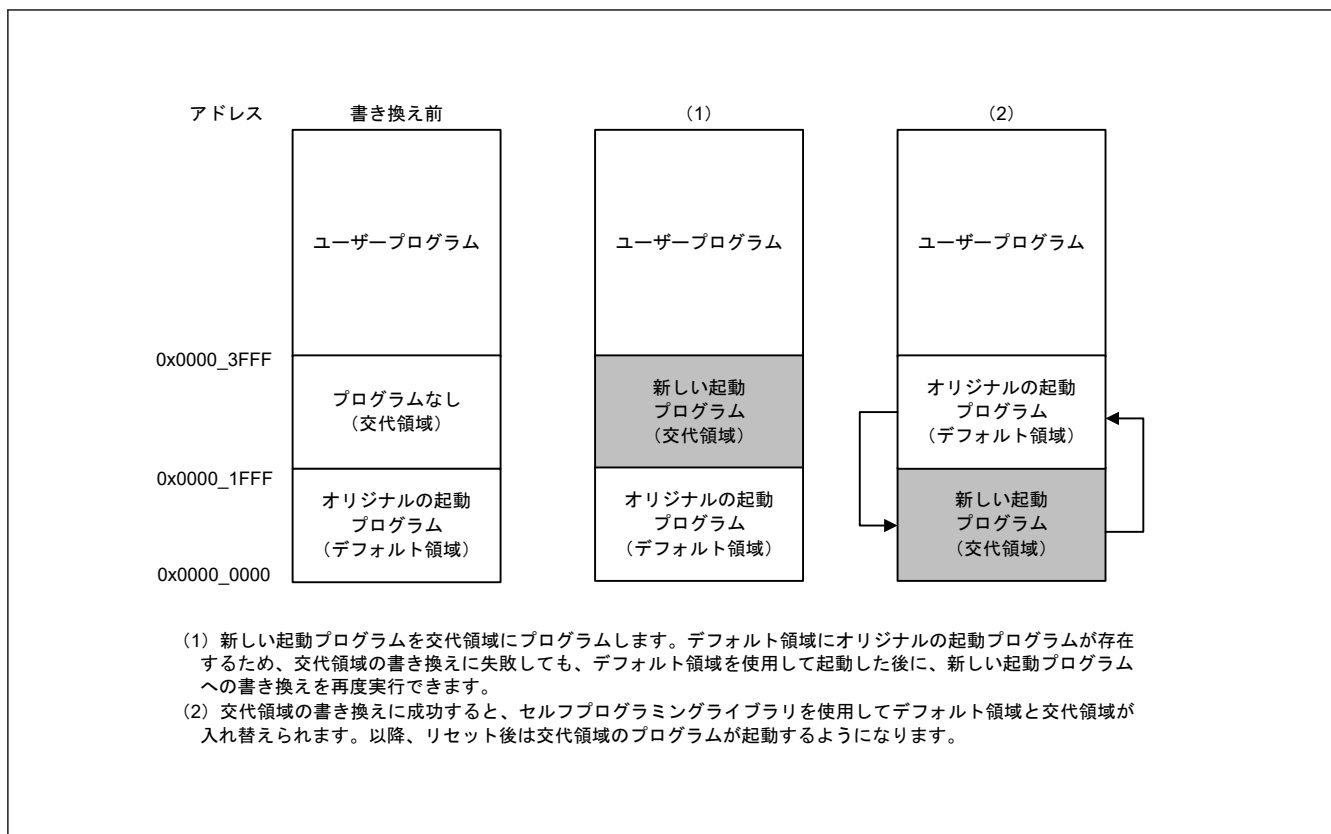 アドレス
書き換え前
(1)
(2)
ユーザープログラム
ユーザープログラム
ユーザープログラム
0x0000_3FFF
プログラムなし
(交代領域)
新しい起動
プログラム
(交代領域)
オリジナルの起動
プログラム
(デフォルト領域)
0x0000_1FFF
オリジナルの起動
プログラム
(デフォルト領域)
オリジナルの起動
プログラム
(デフォルト領域)
新しい起動
プログラム
(交代領域)
0x0000_0000
(1)新しい起動プログラムを交代領域にプログラムします。デフォルト領域にオリジナルの起動プログラムが存在
するため、交代領域の書き換えに失敗しても、デフォルト領域を使用して起動した後に、新しい起動プログラム
への書き換えを再度実行できます。
(2)交代領域の書き換えに成功すると、セルフプログラミングライブラリを使用してデフォルト領域と交代領域が
入れ替えられます。以降、リセット後は交代領域のプログラムが起動するようになります。